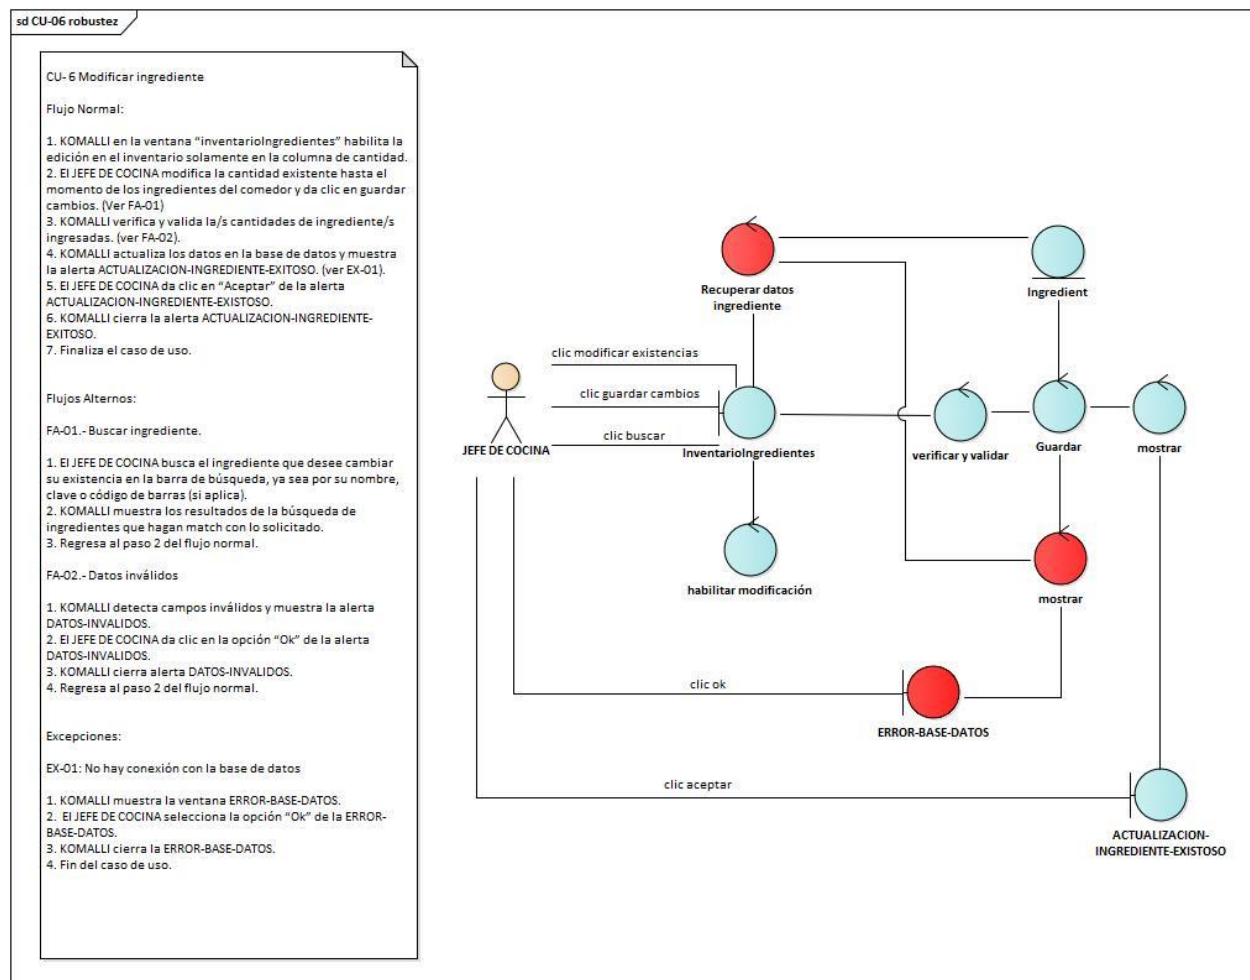 sd CU-06 robustez
CU- 6 Modificar ingrediente
Flujo Normal:
1. KOMALLI en la ventana “inventarioIngredientes” habilita la
edición en el inventario solamente en la columna de cantidad.
2. El JEFE DE COCINA modifica la cantidad existente hasta el
momento de los ingredientes del comedor y da clic en guardar
cambios. (Ver FA-01)
3. KOMALLI verifica y valida la/s cantidades de ingrediente/s
ingresadas. (ver FA-02).
4. KOMALLI actualiza los datos en la base de datos y muestra
la alerta ACTUALIZACION-INGREDIENTE-EXITOSO. (ver EX-01).
5. El JEFE DE COCINA da clic en “Aceptar” de la alerta
ACTUALIZACION-INGREDIENTE-EXISTOSO.
6. KOMALLI cierra la alerta ACTUALIZACION-INGREDIENTE-
EXITOSO.
7. Finaliza el caso de uso.
Flujos Alternos:
FA-01.- Buscar ingrediente.
1. El JEFE DE COCINA busca el ingrediente que desee cambiar
su existencia en la barra de búsqueda, ya sea por su nombre,
clave o código de barras (si aplica).
2. KOMALLI muestra los resultados de la búsqueda de
ingredientes que hagan match con lo solicitado.
3. Regresa al paso 2 del flujo normal.
FA-02.- Datos inválidos
1. KOMALLI detecta campos inválidos y muestra la alerta
DATOS-INVALIDOS.
2. El JEFE DE COCINA da clic en la opción “Ok” de la alerta
DATOS-INVALIDOS.
3. KOMALLI cierra alerta DATOS-INVALIDOS.
4. Regresa al paso 2 del flujo normal.
Excepciones:
EX-01: No hay conexión con la base de datos
1. KOMALLI muestra la ventana ERROR-BASE-DATOS.
2.  El JEFE DE COCINA selecciona la opción “Ok” de la ERROR-
BASE-DATOS.
3. KOMALLI cierra la ERROR-BASE-DATOS.
4. Fin del caso de uso.
Recuperar datos
ingrediente
Ingredient
clic modificar existencias
clic guardar cambios
clic buscar
JEFE DE COCINA
InventarioIngredientes
verificar y validar
Guardar
mostrar
habilitar modificación
mostrar
clic ok
ERROR-BASE-DATOS
clic aceptar
ACTUALIZACION-
INGREDIENTE-EXISTOSO